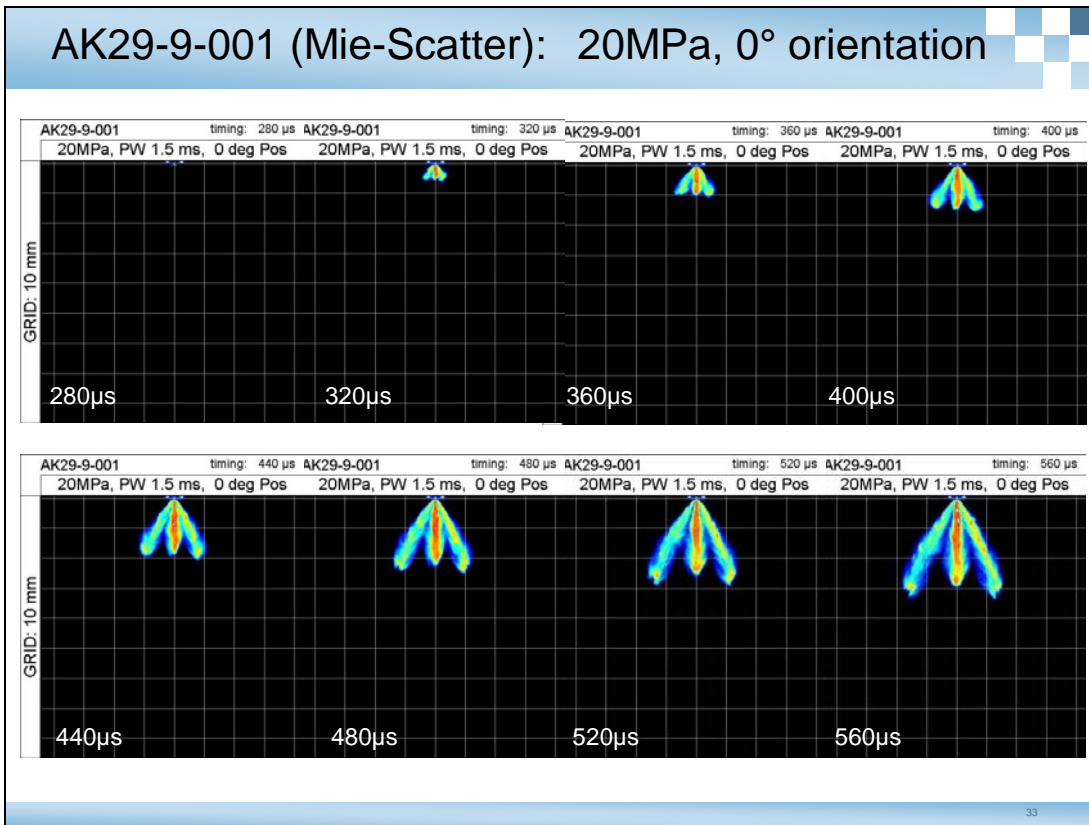 AK29-9-001 (Mie-Scatter): 20MPa, 0° orientation
AK29-9-001 timing: 280 µs AK29-9-001 timing: 320 µs AK29-9-001 timing: 360 µs AK29-9-001 timing: 400 µs
20MPa, PW 1.5 ms, 0 deg Pos 20MPa, PW 1.5 ms, 0 deg Pos 20MPa, PW 1.5 ms, 0 deg Pos 20MPa, PW 1.5 ms, 0 deg Pos
GRID: 10 mm
280µs 320µs 360µs 400µs
AK29-9-001 timing: 440 µs AK29-9-001 timing: 480 µs AK29-9-001 timing: 520 µs AK29-9-001 timing: 560 µs
20MPa, PW 1.5 ms, 0 deg Pos 20MPa, PW 1.5 ms, 0 deg Pos 20MPa, PW 1.5 ms, 0 deg Pos 20MPa, PW 1.5 ms, 0 deg Pos
GRID: 10 mm
440µs 480µs 520µs 560µs
33